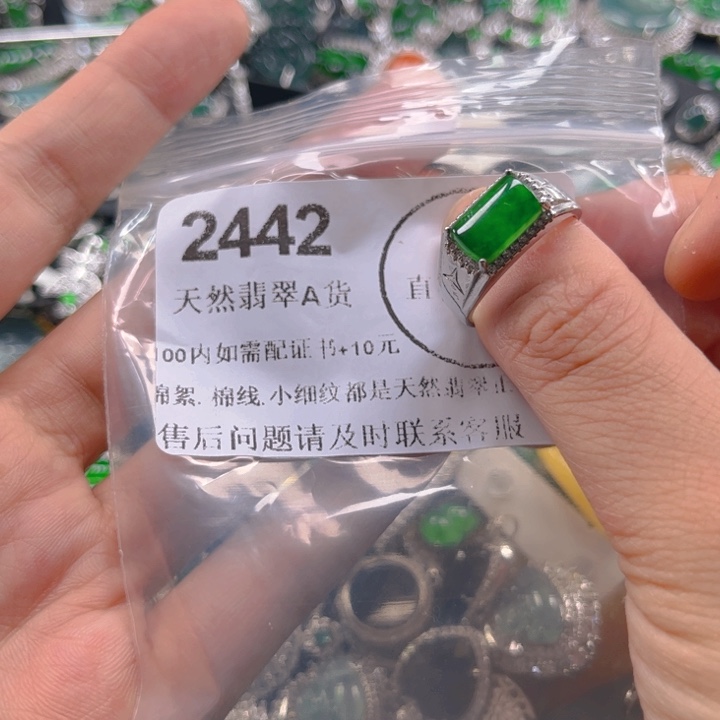 2442
天然翡翠A货 直
00内如需配证书+10元
棉絮. 棉线.小细纹都是天然翡翠正
售后问题请及时联系客服